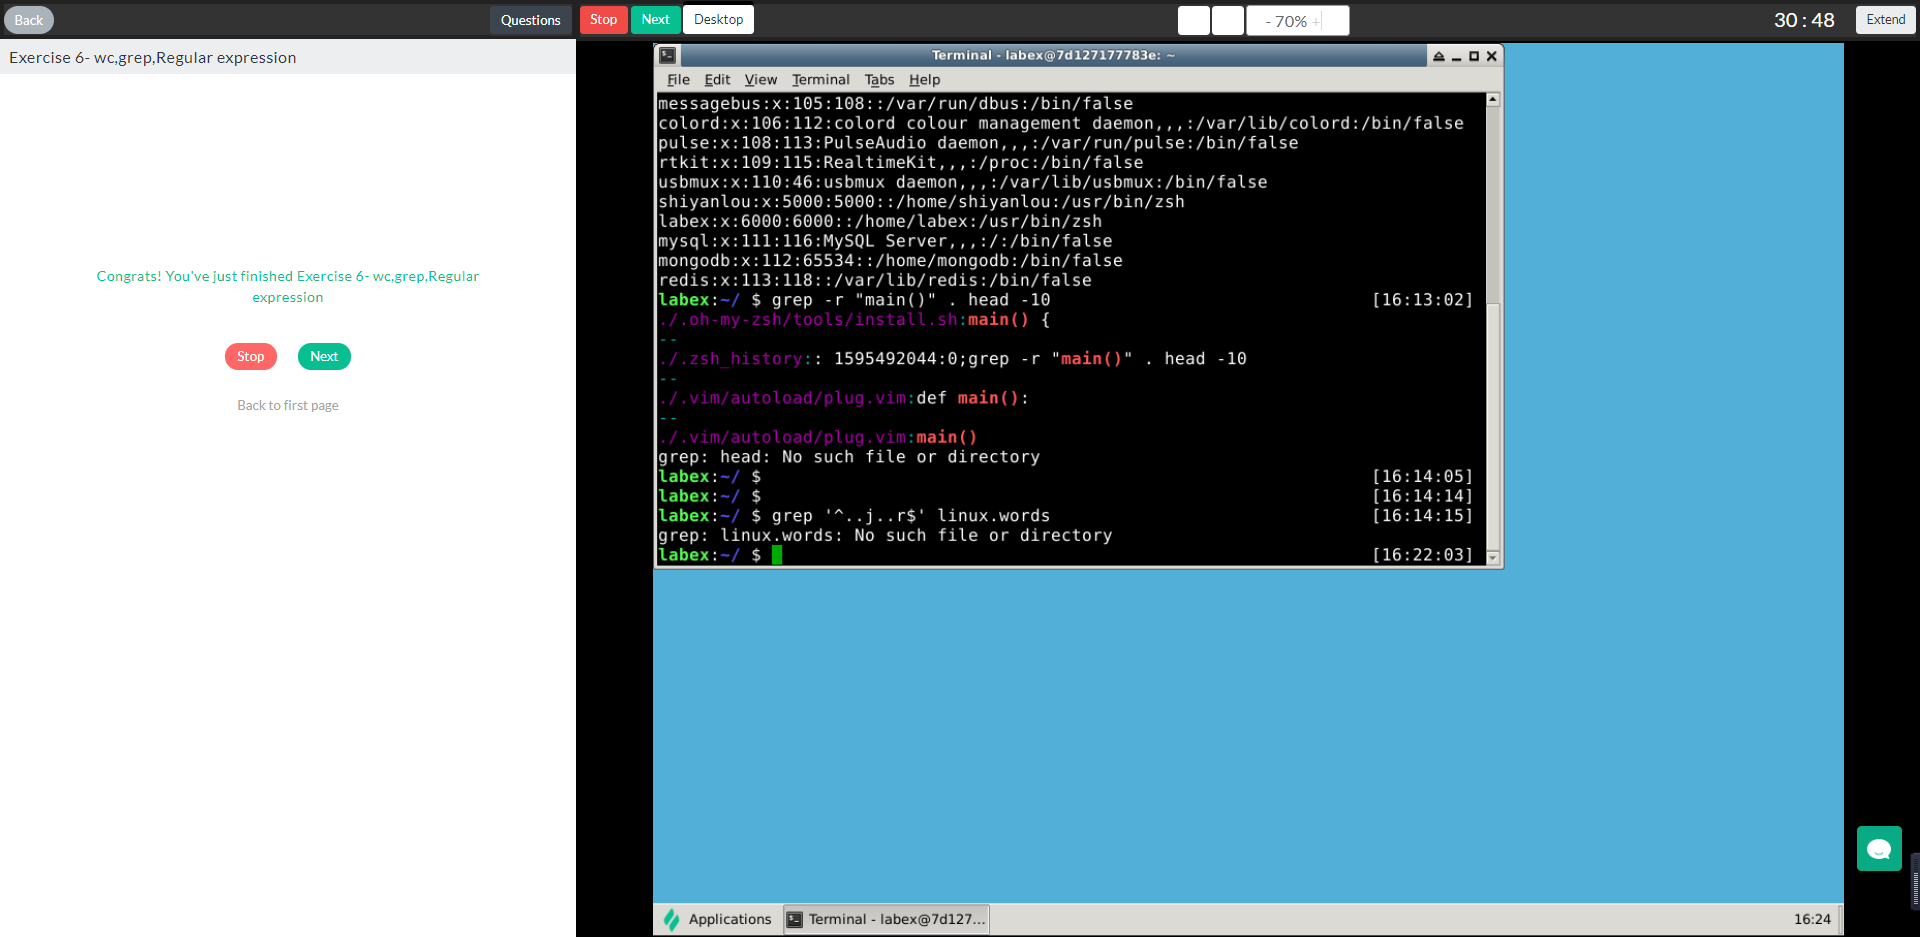 Back
Questions
Stop
Next
Desktop
- 70% +
30 : 48
Extend
Exercise 6- wc,grep,Regular expression
Congrats! You've just finished Exercise 6- wc,grep,Regular
expression
Stop
Next
Back to first page
Terminal - labex@7d127177783e: ~
File Edit View Terminal Tabs Help
messagebus:x:105:108::/var/run/dbus:/bin/false
colord:x:106:112:colord colour management daemon,,,:/var/lib/colord:/bin/false
pulse:x:108:113:PulseAudio daemon,,,:/var/run/pulse:/bin/false
rtkit:x:109:115:RealtimeKit,,,:/proc:/bin/false
usbmux:x:110:46:usbmux daemon,,,:/var/lib/usbmux:/bin/false
shiyanlou:x:5000:5000::/home/shiyanlou:/usr/bin/zsh
labex:x:6000:6000::/home/labex:/usr/bin/zsh
mysql:x:111:116:MySQL Server,,,:/:/bin/false
mongodb:x:112:65534::/home/mongodb:/bin/false
redis:x:113:118::/var/lib/redis:/bin/false
labex:~/ $ grep -r "main()" . head -10 [16:13:02]
./.oh-my-zsh/tools/install.sh:main() {
--
./.zsh_history:: 1595492044:0;grep -r "main()" . head -10
--
./.vim/autoload/plug.vim:def main():
--
./.vim/autoload/plug.vim:main()
grep: head: No such file or directory
labex:~/ $ [16:14:05]
labex:~/ $ [16:14:14]
labex:~/ $ grep '^..j..r$' linux.words [16:14:15]
grep: linux.words: No such file or directory
labex:~/ $ [16:22:03]
Applications
Terminal - labex@7d127...
16:24